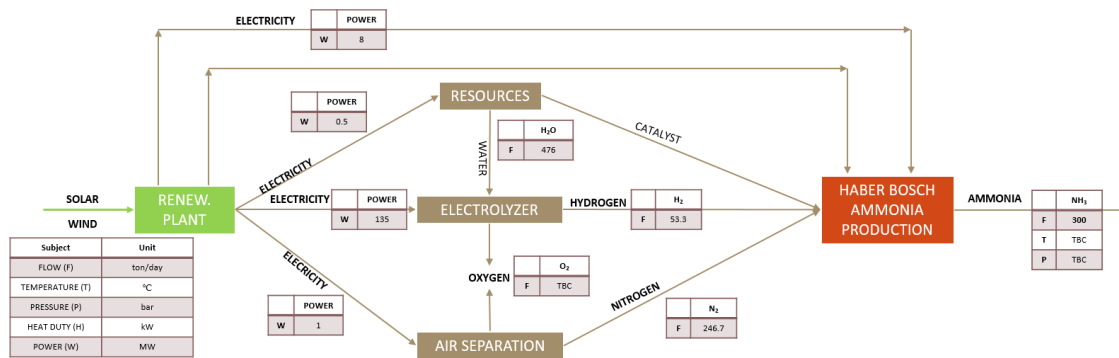 ELECTRICITY
POWER
W 8
RESOURCES
POWER
W 0.5
H₂O
F 476
CATALYST
WATER
ELECTRICITY
SOLAR
WIND
RENEW.
PLANT
ELECTRICITY
POWER
W 135
ELECTROLYZER
HYDROGEN
H₂
F 53.3
HABER BOSCH
AMMONIA
PRODUCTION
AMMONIA
NH₃
F 300
T TBC
P TBC
Subject Unit
FLOW (F) ton/day
TEMPERATURE (T) °C
PRESSURE (P) bar
HEAT DUTY (H) kW
POWER (W) MW
ELECRICITY
OXYGEN
O₂
F TBC
NITROGEN
POWER
W 1
N₂
F 246.7
AIR SEPARATION